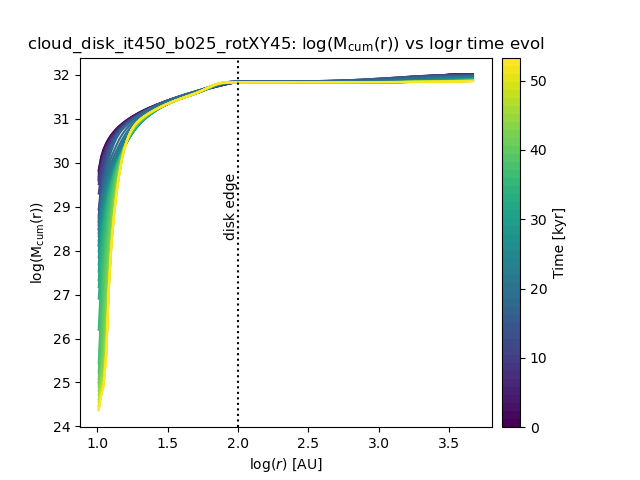 cloud_disk_it450_b025_rotXY45: log(M_cum(r)) vs logr time evol
log(M_cum(r))
32
31
30
29
28
27
26
25
24
1.0 1.5 2.0 2.5 3.0 3.5
log(r) [AU]
disk edge
50
40
30
20
10
0
Time [kyr]